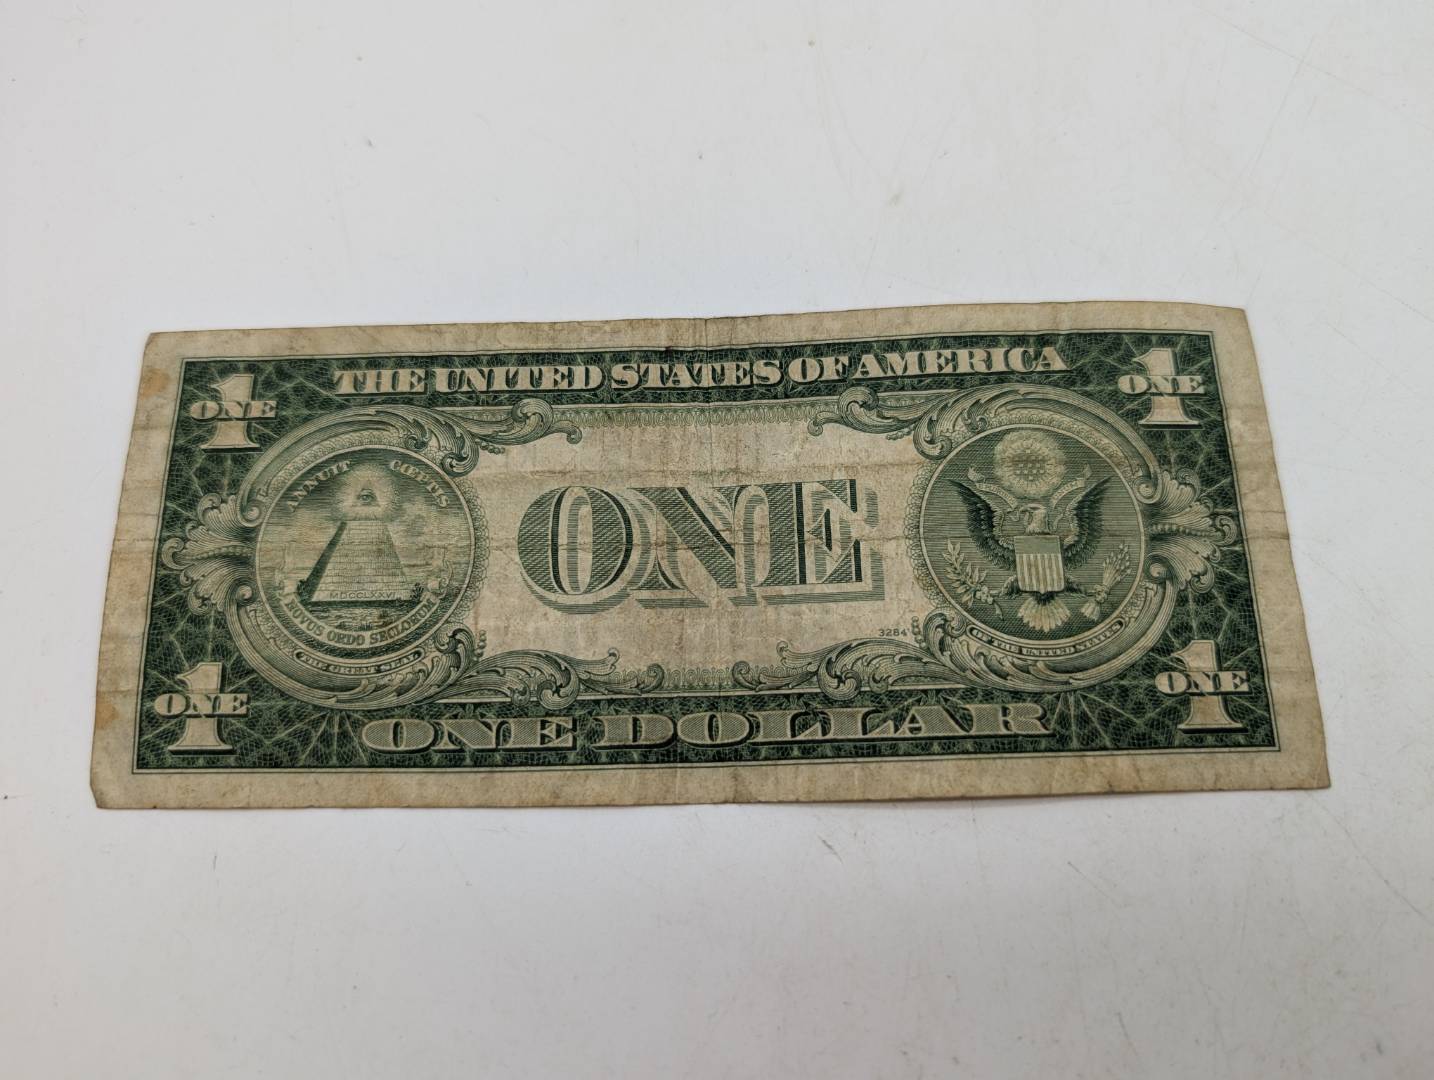 THE UNITED STATES OF AMERICA
1
ONE
1
ONE
ANNUIT CŒPTIS
MDCCLXXVI
NOVUS ORDO SECLORUM
THE GREAT SEAL
ONE
3284
OF THE UNITED STATES
1
ONE
1
ONE
ONE DOLLAR